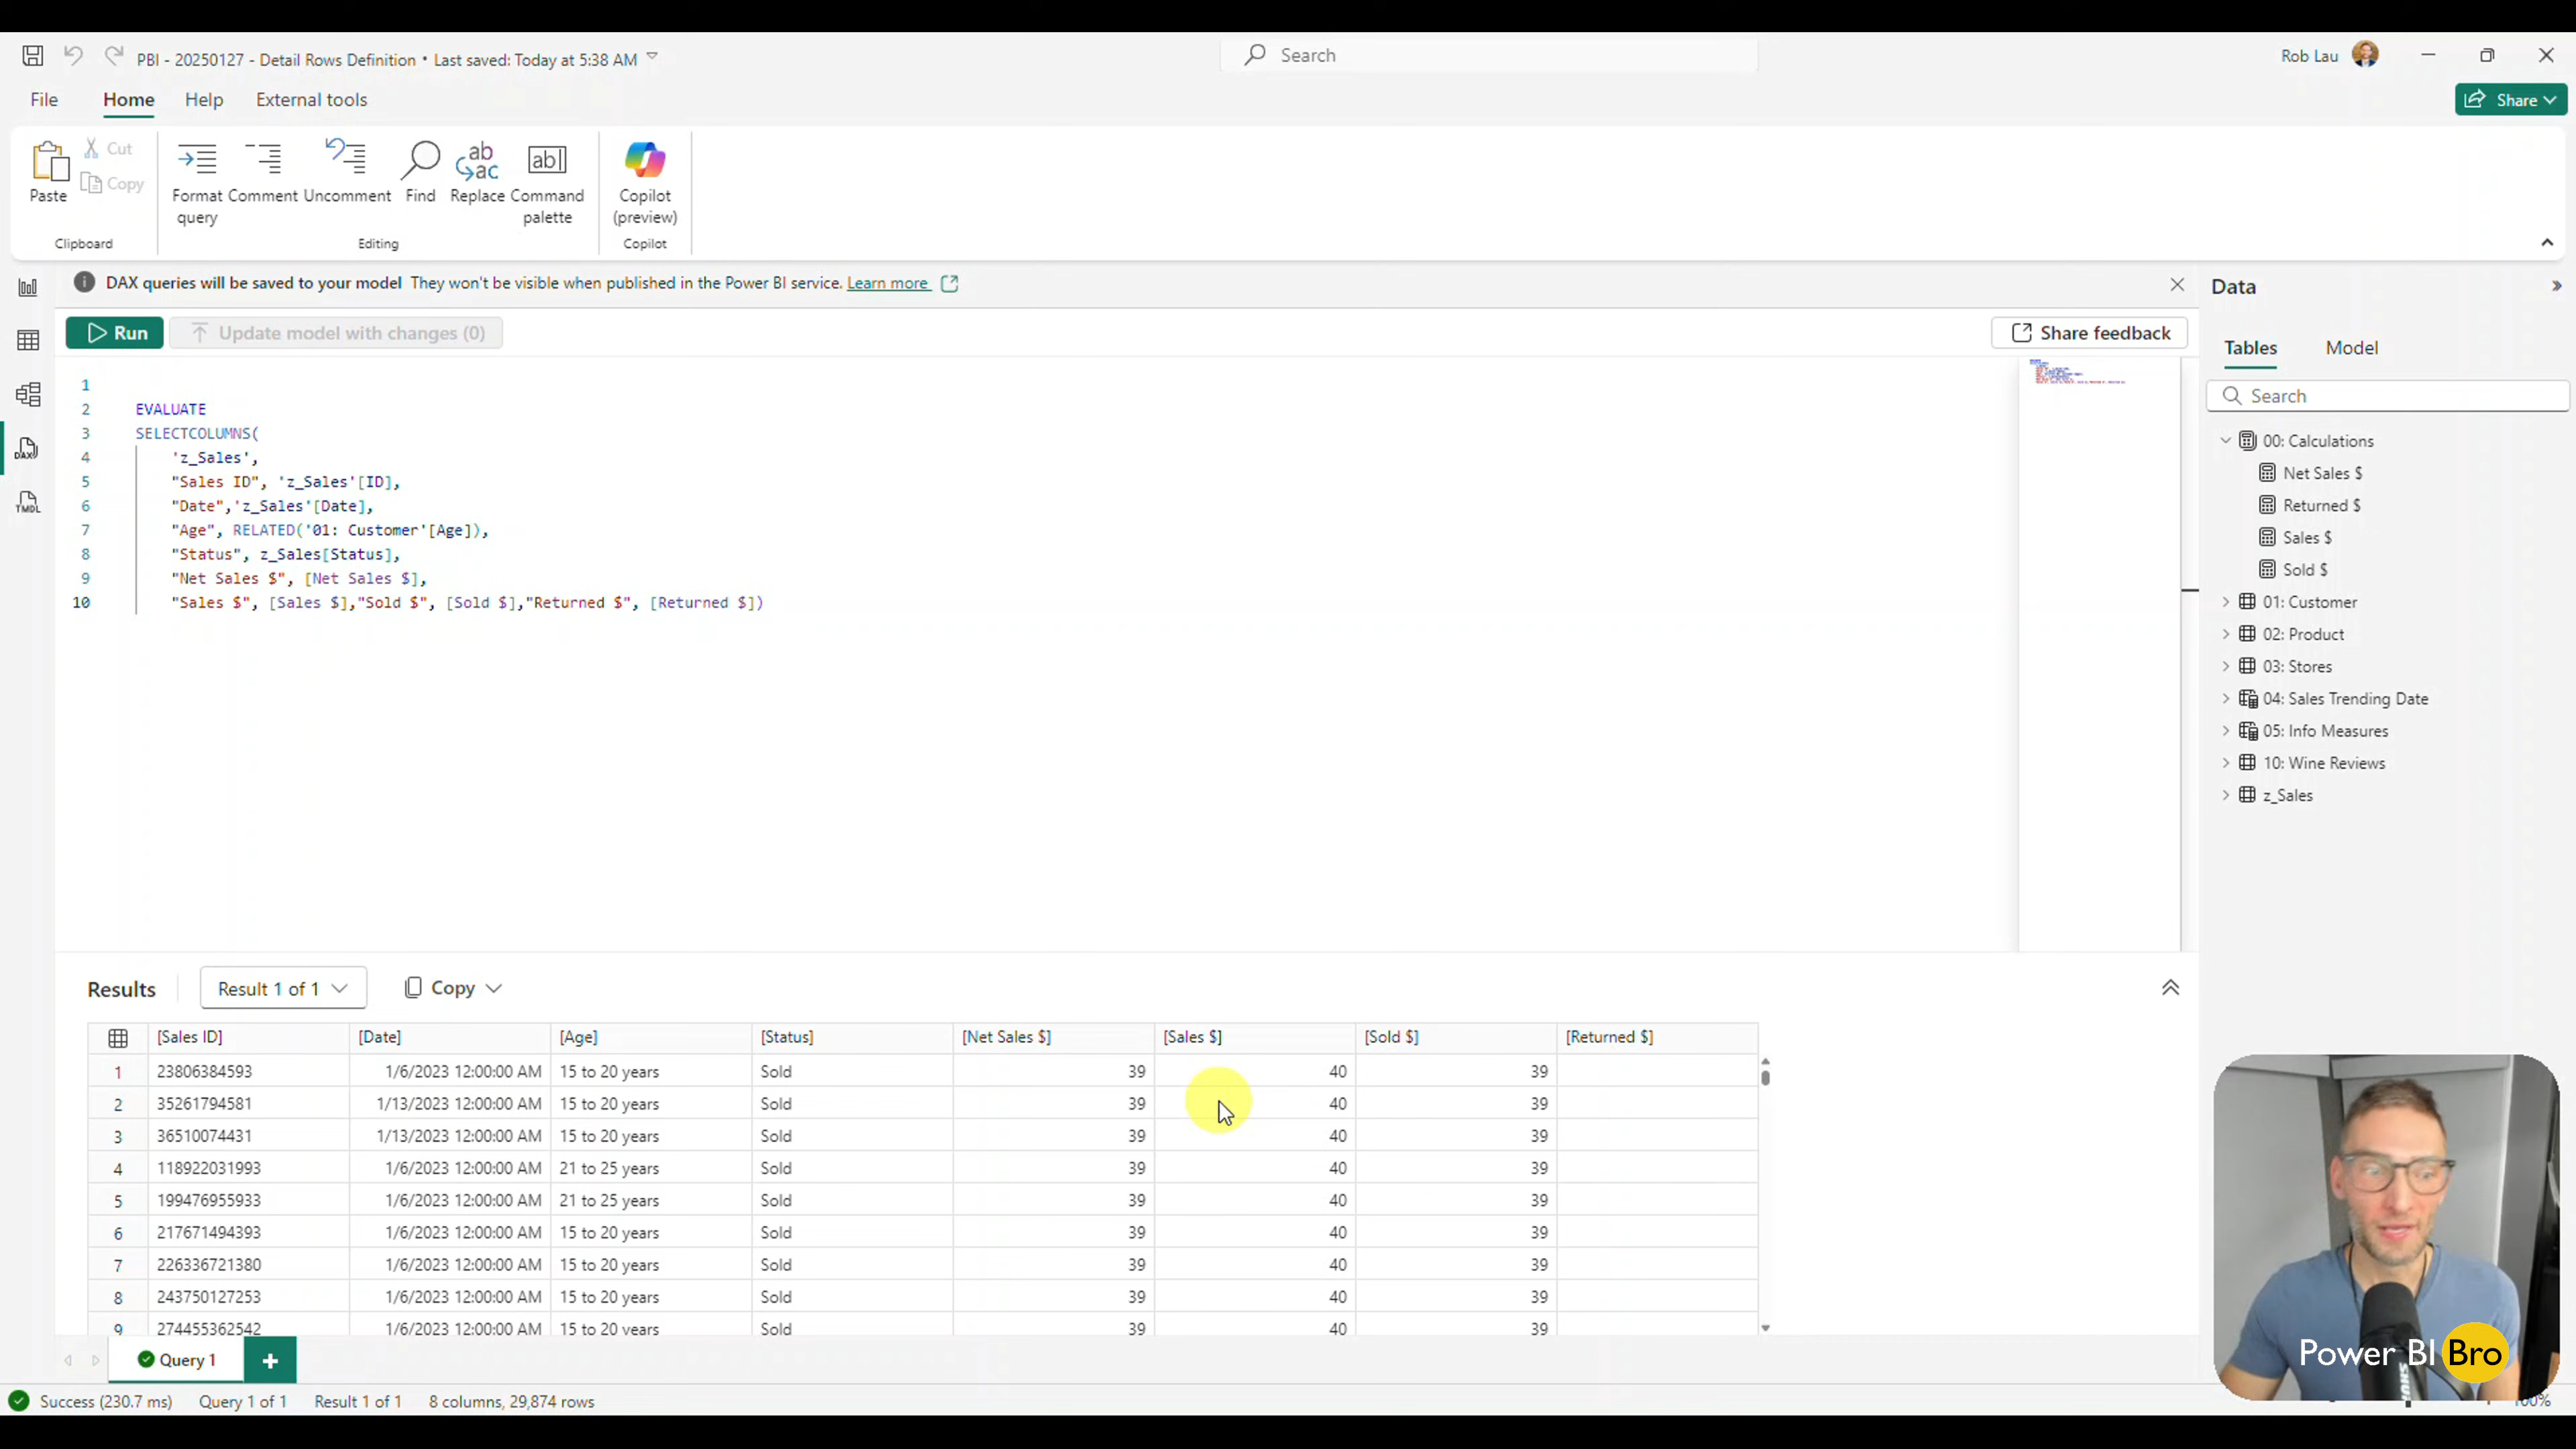 PBI - 20250127 - Detail Rows Definition • Last saved: Today at 5:38 AM
Search
Rob Lau
File
Home
Help
External tools
Share
Paste
Cut
Copy
Format query
Comment
Uncomment
Find
Replace
Command palette
Copilot (preview)
Clipboard
Editing
Copilot
DAX queries will be saved to your model They won't be visible when published in the Power BI service. Learn more
Run
Update model with changes (0)
Share feedback
1
2 EVALUATE
3 SELECTCOLUMNS(
4 'z_Sales',
5 "Sales ID", 'z_Sales'[ID],
6 "Date",'z_Sales'[Date],
7 "Age", RELATED('01: Customer'[Age]),
8 "Status", z_Sales[Status],
9 "Net Sales $", [Net Sales $],
10 "Sales $", [Sales $],"Sold $", [Sold $],"Returned $", [Returned $])
DAX
TMDL
Data
Tables
Model
Search
00: Calculations
Net Sales $
Returned $
Sales $
Sold $
01: Customer
02: Product
03: Stores
04: Sales Trending Date
05: Info Measures
10: Wine Reviews
z_Sales
Results
Result 1 of 1
Copy
[Sales ID] [Date] [Age] [Status] [Net Sales $] [Sales $] [Sold $] [Returned $]
1 23806384593 1/6/2023 12:00:00 AM 15 to 20 years Sold 39 40 39
2 35261794581 1/13/2023 12:00:00 AM 15 to 20 years Sold 39 40 39
3 36510074431 1/13/2023 12:00:00 AM 15 to 20 years Sold 39 40 39
4 118922031993 1/6/2023 12:00:00 AM 21 to 25 years Sold 39 40 39
5 199476955933 1/6/2023 12:00:00 AM 21 to 25 years Sold 39 40 39
6 217671494393 1/6/2023 12:00:00 AM 15 to 20 years Sold 39 40 39
7 226336721380 1/6/2023 12:00:00 AM 15 to 20 years Sold 39 40 39
8 243750127253 1/6/2023 12:00:00 AM 15 to 20 years Sold 39 40 39
9 274455362542 1/6/2023 12:00:00 AM 15 to 20 years Sold 39 40 39
Query 1
Power BI Bro
Success (230.7 ms)
Query 1 of 1
Result 1 of 1
8 columns, 29,874 rows